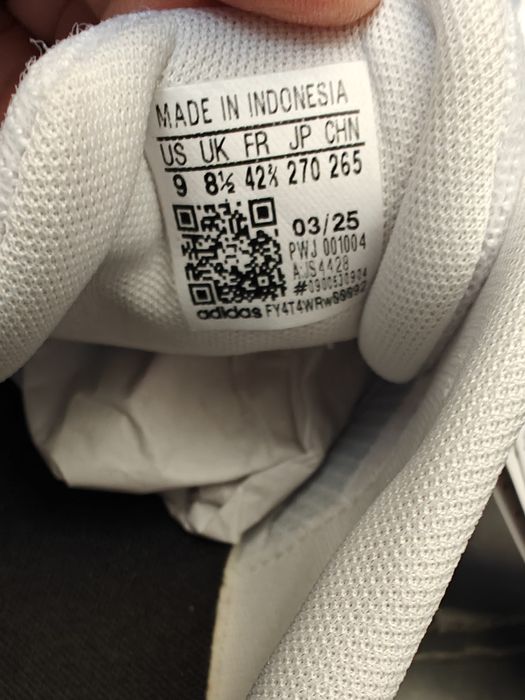 MADE IN INDONESIA
US UK FR JP CHN
9 8½ 42⅔ 270 265
03/25
PWJ 001004
AJS4428
adidas